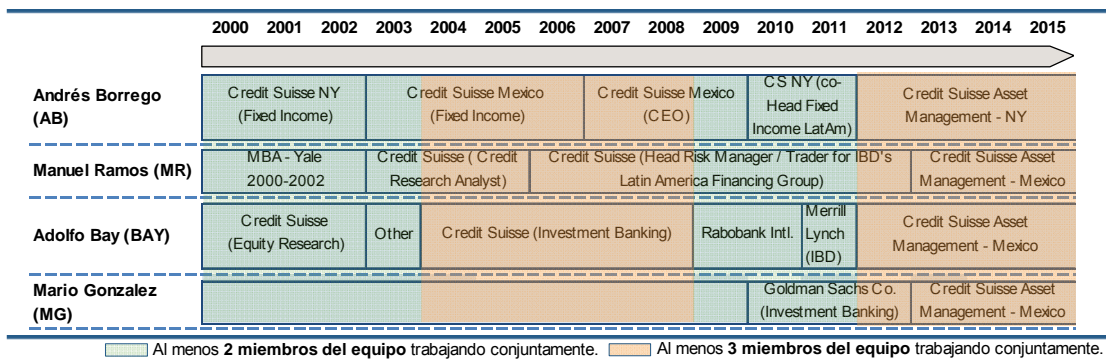 2000 2001 2002 2003 2004 2005 2006 2007 2008 2009 2010 2011 2012 2013 2014 2015
Andrés Borrego
(AB)
Credit Suisse NY
(Fixed Income)
Credit Suisse Mexico
(Fixed Income)
Credit Suisse Mexico
(CEO)
CS NY (co-
Head Fixed
Income LatAm)
Credit Suisse Asset
Management - NY
Manuel Ramos (MR)
MBA - Yale
2000-2002
Credit Suisse ( Credit
Research Analyst)
Credit Suisse (Head Risk Manager / Trader for IBD's
Latin America Financing Group)
Credit Suisse Asset
Management - Mexico
Adolfo Bay (BAY)
Credit Suisse
(Equity Research)
Other
Credit Suisse (Investment Banking)
Rabobank Intl.
Merrill
Lynch
(IBD)
Credit Suisse Asset
Management - Mexico
Mario Gonzalez
(MG)
Goldman Sachs Co.
(Investment Banking)
Credit Suisse Asset
Management - Mexico
Al menos 2 miembros del equipo trabajando conjuntamente. Al menos 3 miembros del equipo trabajando conjuntamente.